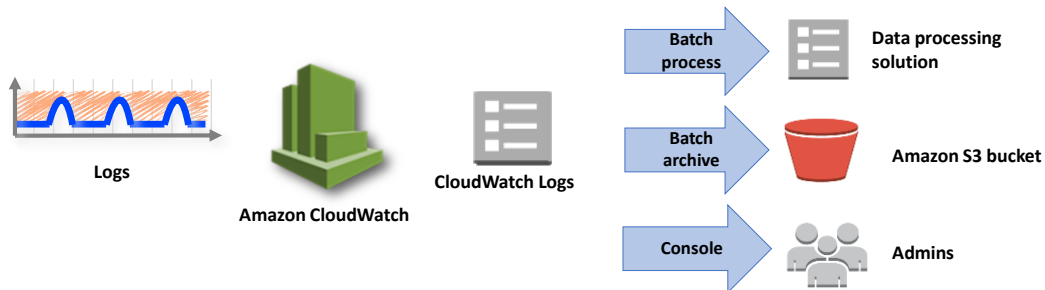 Logs
Amazon CloudWatch
CloudWatch Logs
Batch
process
Data processing
solution
Batch
archive
Amazon S3 bucket
Console
Admins